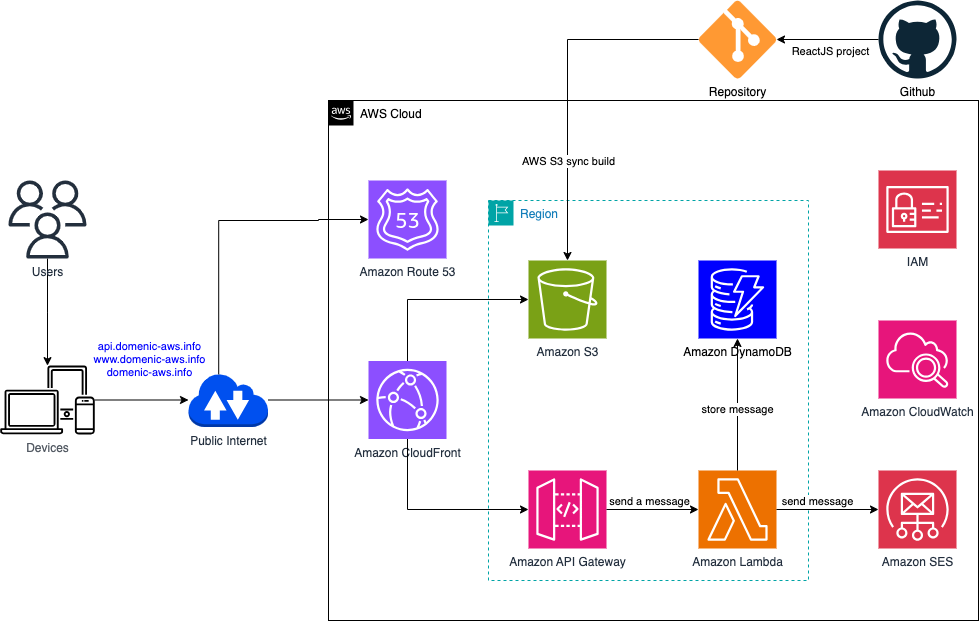 ReactJS project
Repository
Github
aws
AWS Cloud
AWS S3 sync build
53
Region
Users
Amazon Route 53
IAM
api.domenic-aws.info
www.domenic-aws.info
domenic-aws.info
Amazon S3
Amazon DynamoDB
store message
Amazon CloudWatch
Public Internet
Devices
Amazon CloudFront
</>
send a message
send message
Amazon API Gateway
Amazon Lambda
Amazon SES